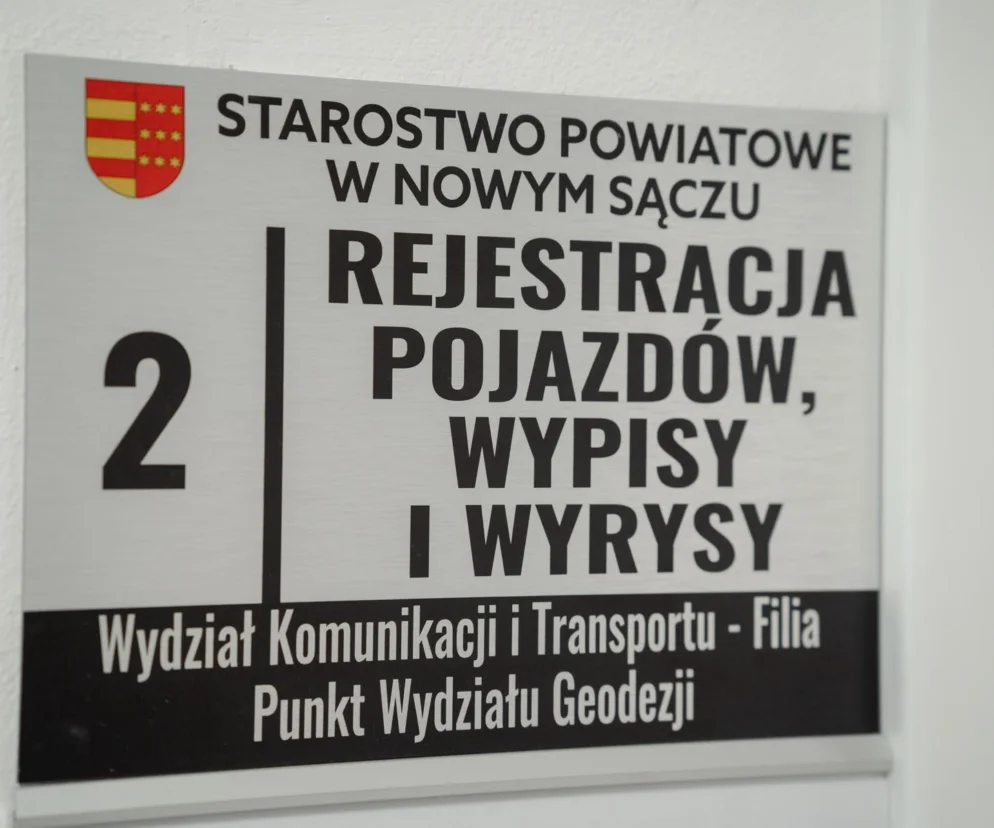 STAROSTWO POWIATOWE
W NOWYM SĄCZU
2
REJESTRACJA
POJAZDÓW,
WYPISY
I WYRYSY
Wydział Komunikacji i Transportu - Filia
Punkt Wydziału Geodezji